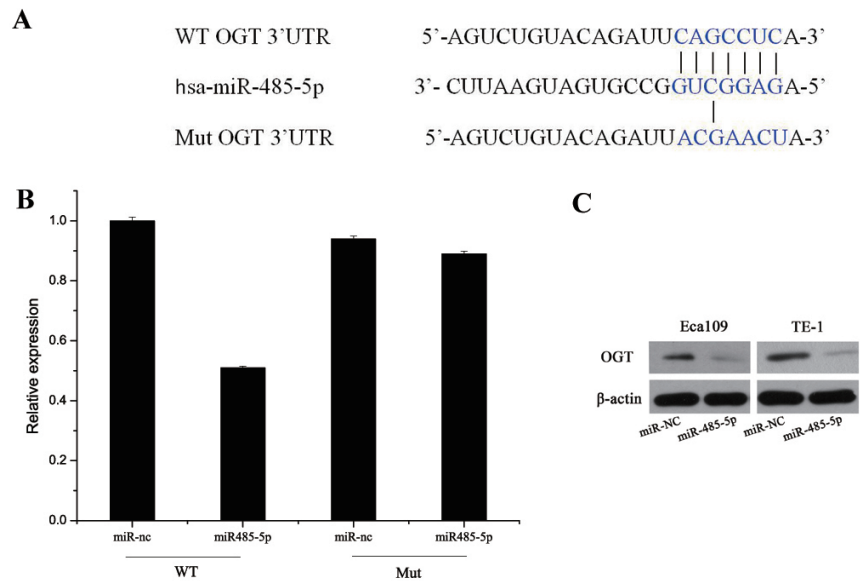 A
WT OGT 3’UTR 5’-AGUCUGUACAGAUUCAGCCUCA-3’
hsa-miR-485-5p 3’- CUUAAGUAGUGCCGGUCGGAGA-5’
Mut OGT 3’UTR 5’-AGUCUGUACAGAUUACGAACUA-3’
B
Relative expression
1.0
0.8
0.6
0.4
0.2
0.0
miR-nc miR485-5p miR-nc miR485-5p
WT Mut
C
Eca109 TE-1
OGT
β-actin
miR-NC miR-485-5p miR-NC miR-485-5p